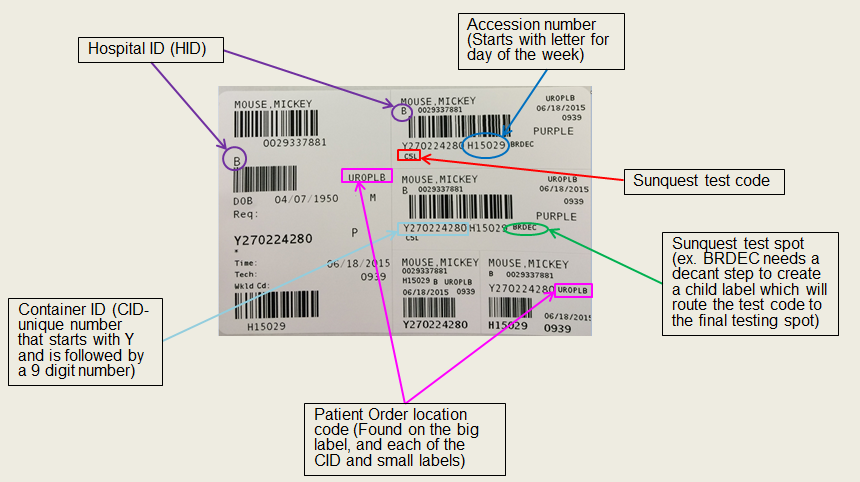 Hospital ID (HID)
Accession number
(Starts with letter for
day of the week)
MOUSE,MICKEY
0029337881
B
UROPLB
DOB 04/07/1950 M
Req:
P
Y270224280
*
Time: 06/18/2015
Tech: 0939
Wkld Cd:
H15029
MOUSE,MICKEY UROPLB
B 0029337881 06/18/2015
0939
PURPLE
Y270224280 H15029 BRDEC
CSL
MOUSE,MICKEY UROPLB
B 0029337881 06/18/2015
0939
PURPLE
Y270224280 H15029 BRDEC
CSL
MOUSE,MICKEY
0029337881
H15029 B UROPLB
06/18/2015 0939
Y270224280
MOUSE,MICKEY
B 0029337881
Y270224280 UROPLB
06/18/2015
H15029 0939
Sunquest test code
Sunquest test spot
(ex. BRDEC needs a
decant step to create
a child label which will
route the test code to
the final testing spot)
Container ID (CID-
unique number
that starts with Y
and is followed by
a 9 digit number)
Patient Order location
code (Found on the big
label, and each of the
CID and small labels)